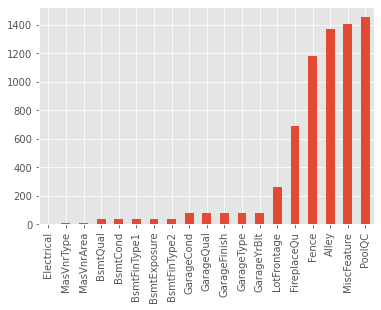 1400
1200
1000
800
600
400
200
0
Electrical
MasVnrType
MasVnrArea
BsmtQual
BsmtCond
BsmtFinType1
BsmtExposure
BsmtFinType2
GarageCond
GarageQual
GarageFinish
GarageType
GarageYrBlt
LotFrontage
FireplaceQu
Fence
Alley
MiscFeature
PoolQC